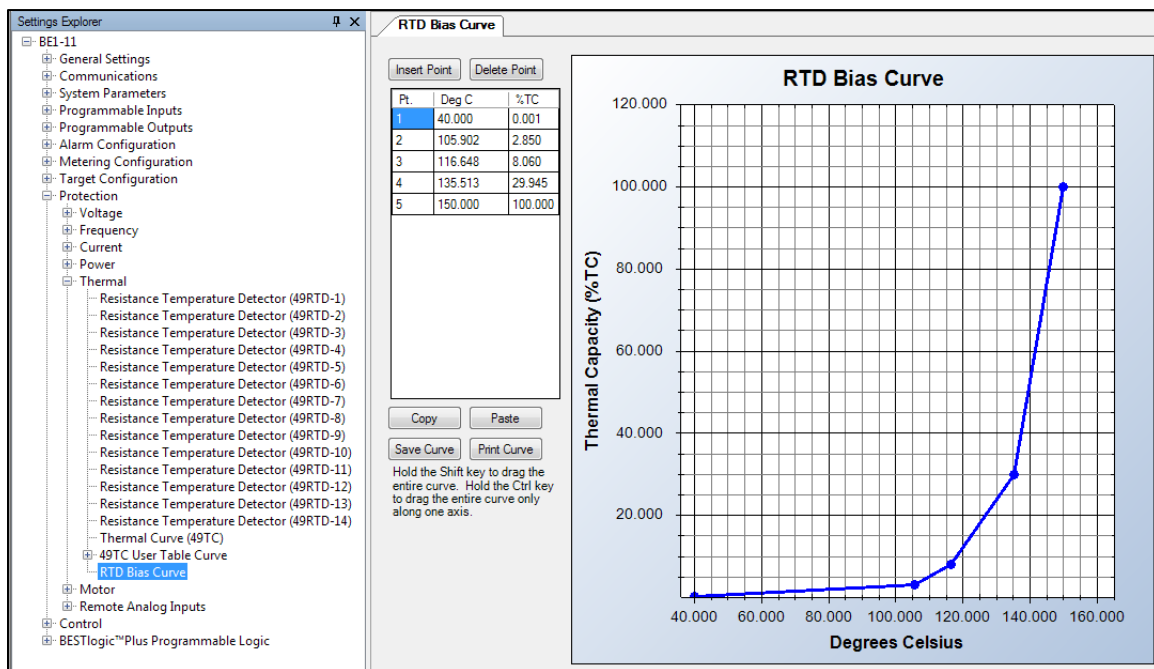 Settings Explorer
BE1-11
General Settings
Communications
System Parameters
Programmable Inputs
Programmable Outputs
Alarm Configuration
Metering Configuration
Target Configuration
Protection
Voltage
Frequency
Current
Power
Thermal
Resistance Temperature Detector (49RTD-1)
Resistance Temperature Detector (49RTD-2)
Resistance Temperature Detector (49RTD-3)
Resistance Temperature Detector (49RTD-4)
Resistance Temperature Detector (49RTD-5)
Resistance Temperature Detector (49RTD-6)
Resistance Temperature Detector (49RTD-7)
Resistance Temperature Detector (49RTD-8)
Resistance Temperature Detector (49RTD-9)
Resistance Temperature Detector (49RTD-10)
Resistance Temperature Detector (49RTD-11)
Resistance Temperature Detector (49RTD-12)
Resistance Temperature Detector (49RTD-13)
Resistance Temperature Detector (49RTD-14)
Thermal Curve (49TC)
49TC User Table Curve
RTD Bias Curve
Motor
Remote Analog Inputs
Control
BESTlogic™Plus Programmable Logic
RTD Bias Curve
Insert Point Delete Point
Pt. Deg C %TC
1 40.000 0.001
2 105.902 2.850
3 116.648 8.060
4 135.513 29.945
5 150.000 100.000
Copy Paste
Save Curve Print Curve
Hold the Shift key to drag the
entire curve. Hold the Ctrl key
to drag the entire curve only
along one axis.
RTD Bias Curve
Thermal Capacity (%TC)
120.000
100.000
80.000
60.000
40.000
20.000
40.000 60.000 80.000 100.000 120.000 140.000 160.000
Degrees Celsius